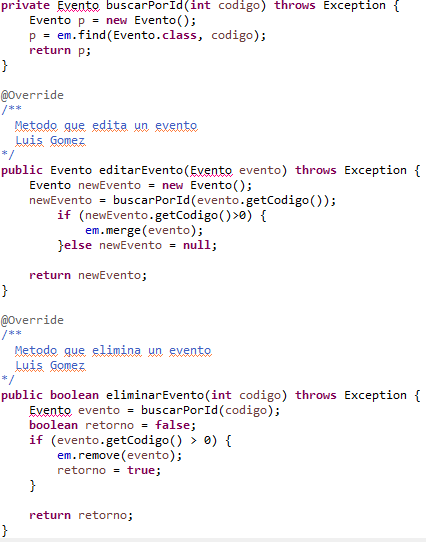 private Evento buscarPorId(int codigo) throws Exception {
    Evento p = new Evento();
    p = em.find(Evento.class, codigo);
    return p;
}
@Override
/**
  Metodo que edita un evento
  Luis Gomez
*/
public Evento editarEvento(Evento evento) throws Exception {
    Evento newEvento = new Evento();
    newEvento = buscarPorId(evento.getCodigo());
        if (newEvento.getCodigo()>0) {
            em.merge(evento);
        }else newEvento = null;
    return newEvento;
}
@Override
/**
  Metodo que elimina un evento
  Luis Gomez
*/
public boolean eliminarEvento(int codigo) throws Exception {
    Evento evento = buscarPorId(codigo);
    boolean retorno = false;
    if (evento.getCodigo() > 0) {
        em.remove(evento);
        retorno = true;
    }
    return retorno;
}